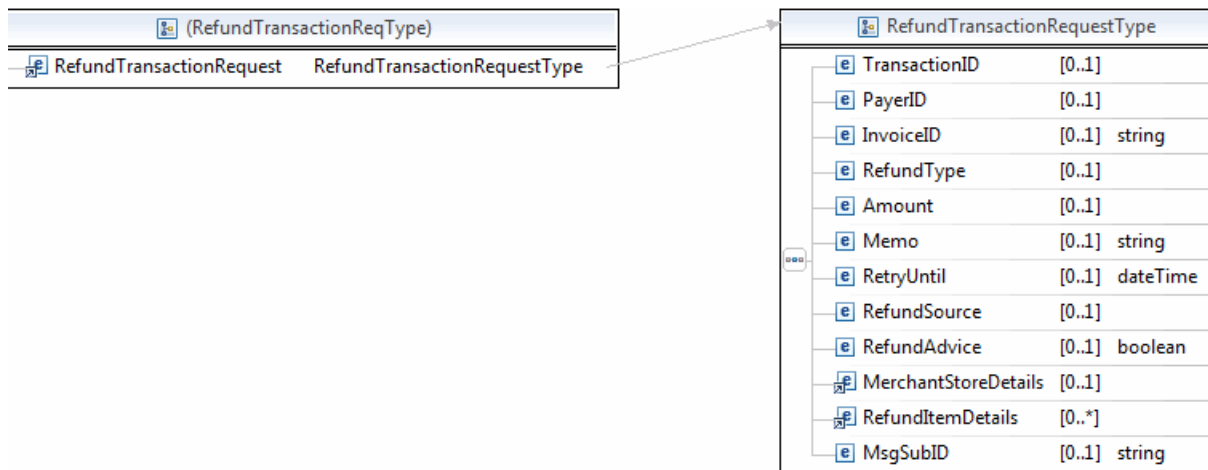 (RefundTransactionReqType)
RefundTransactionRequest RefundTransactionRequestType
RefundTransactionRequestType
e TransactionID [0..1]
e PayerID [0..1]
e InvoiceID [0..1] string
e RefundType [0..1]
e Amount [0..1]
e Memo [0..1] string
e RetryUntil [0..1] dateTime
e RefundSource [0..1]
e RefundAdvice [0..1] boolean
e MerchantStoreDetails [0..1]
e RefundItemDetails [0..*]
e MsgSubID [0..1] string